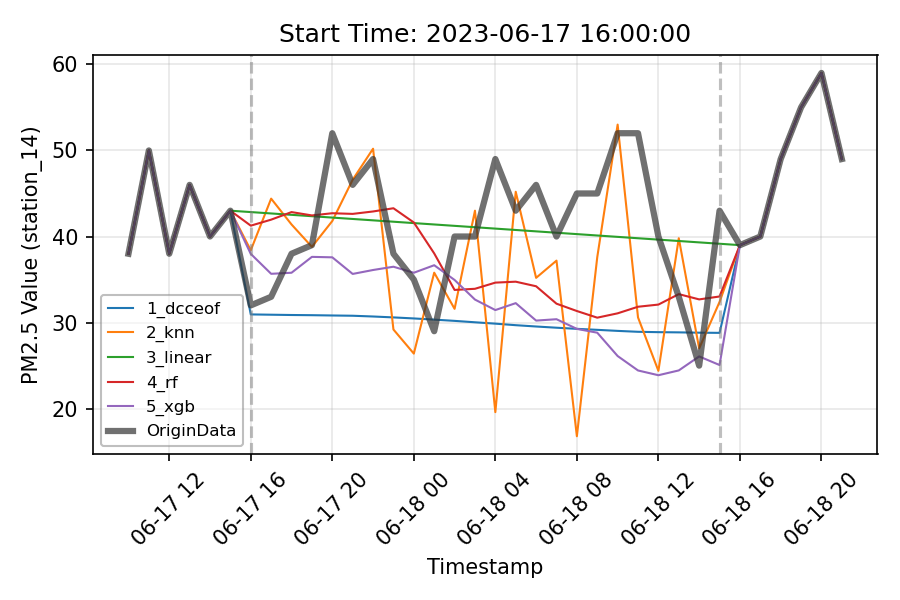 Start Time: 2023-06-17 16:00:00
PM2.5 Value (station_14)
60
50
40
30
20
1_dcceof
2_knn
3_linear
4_rf
5_xgb
OriginData
06-17 12
06-17 16
06-17 20
06-18 00
06-18 04
06-18 08
06-18 12
06-18 16
06-18 20
Timestamp